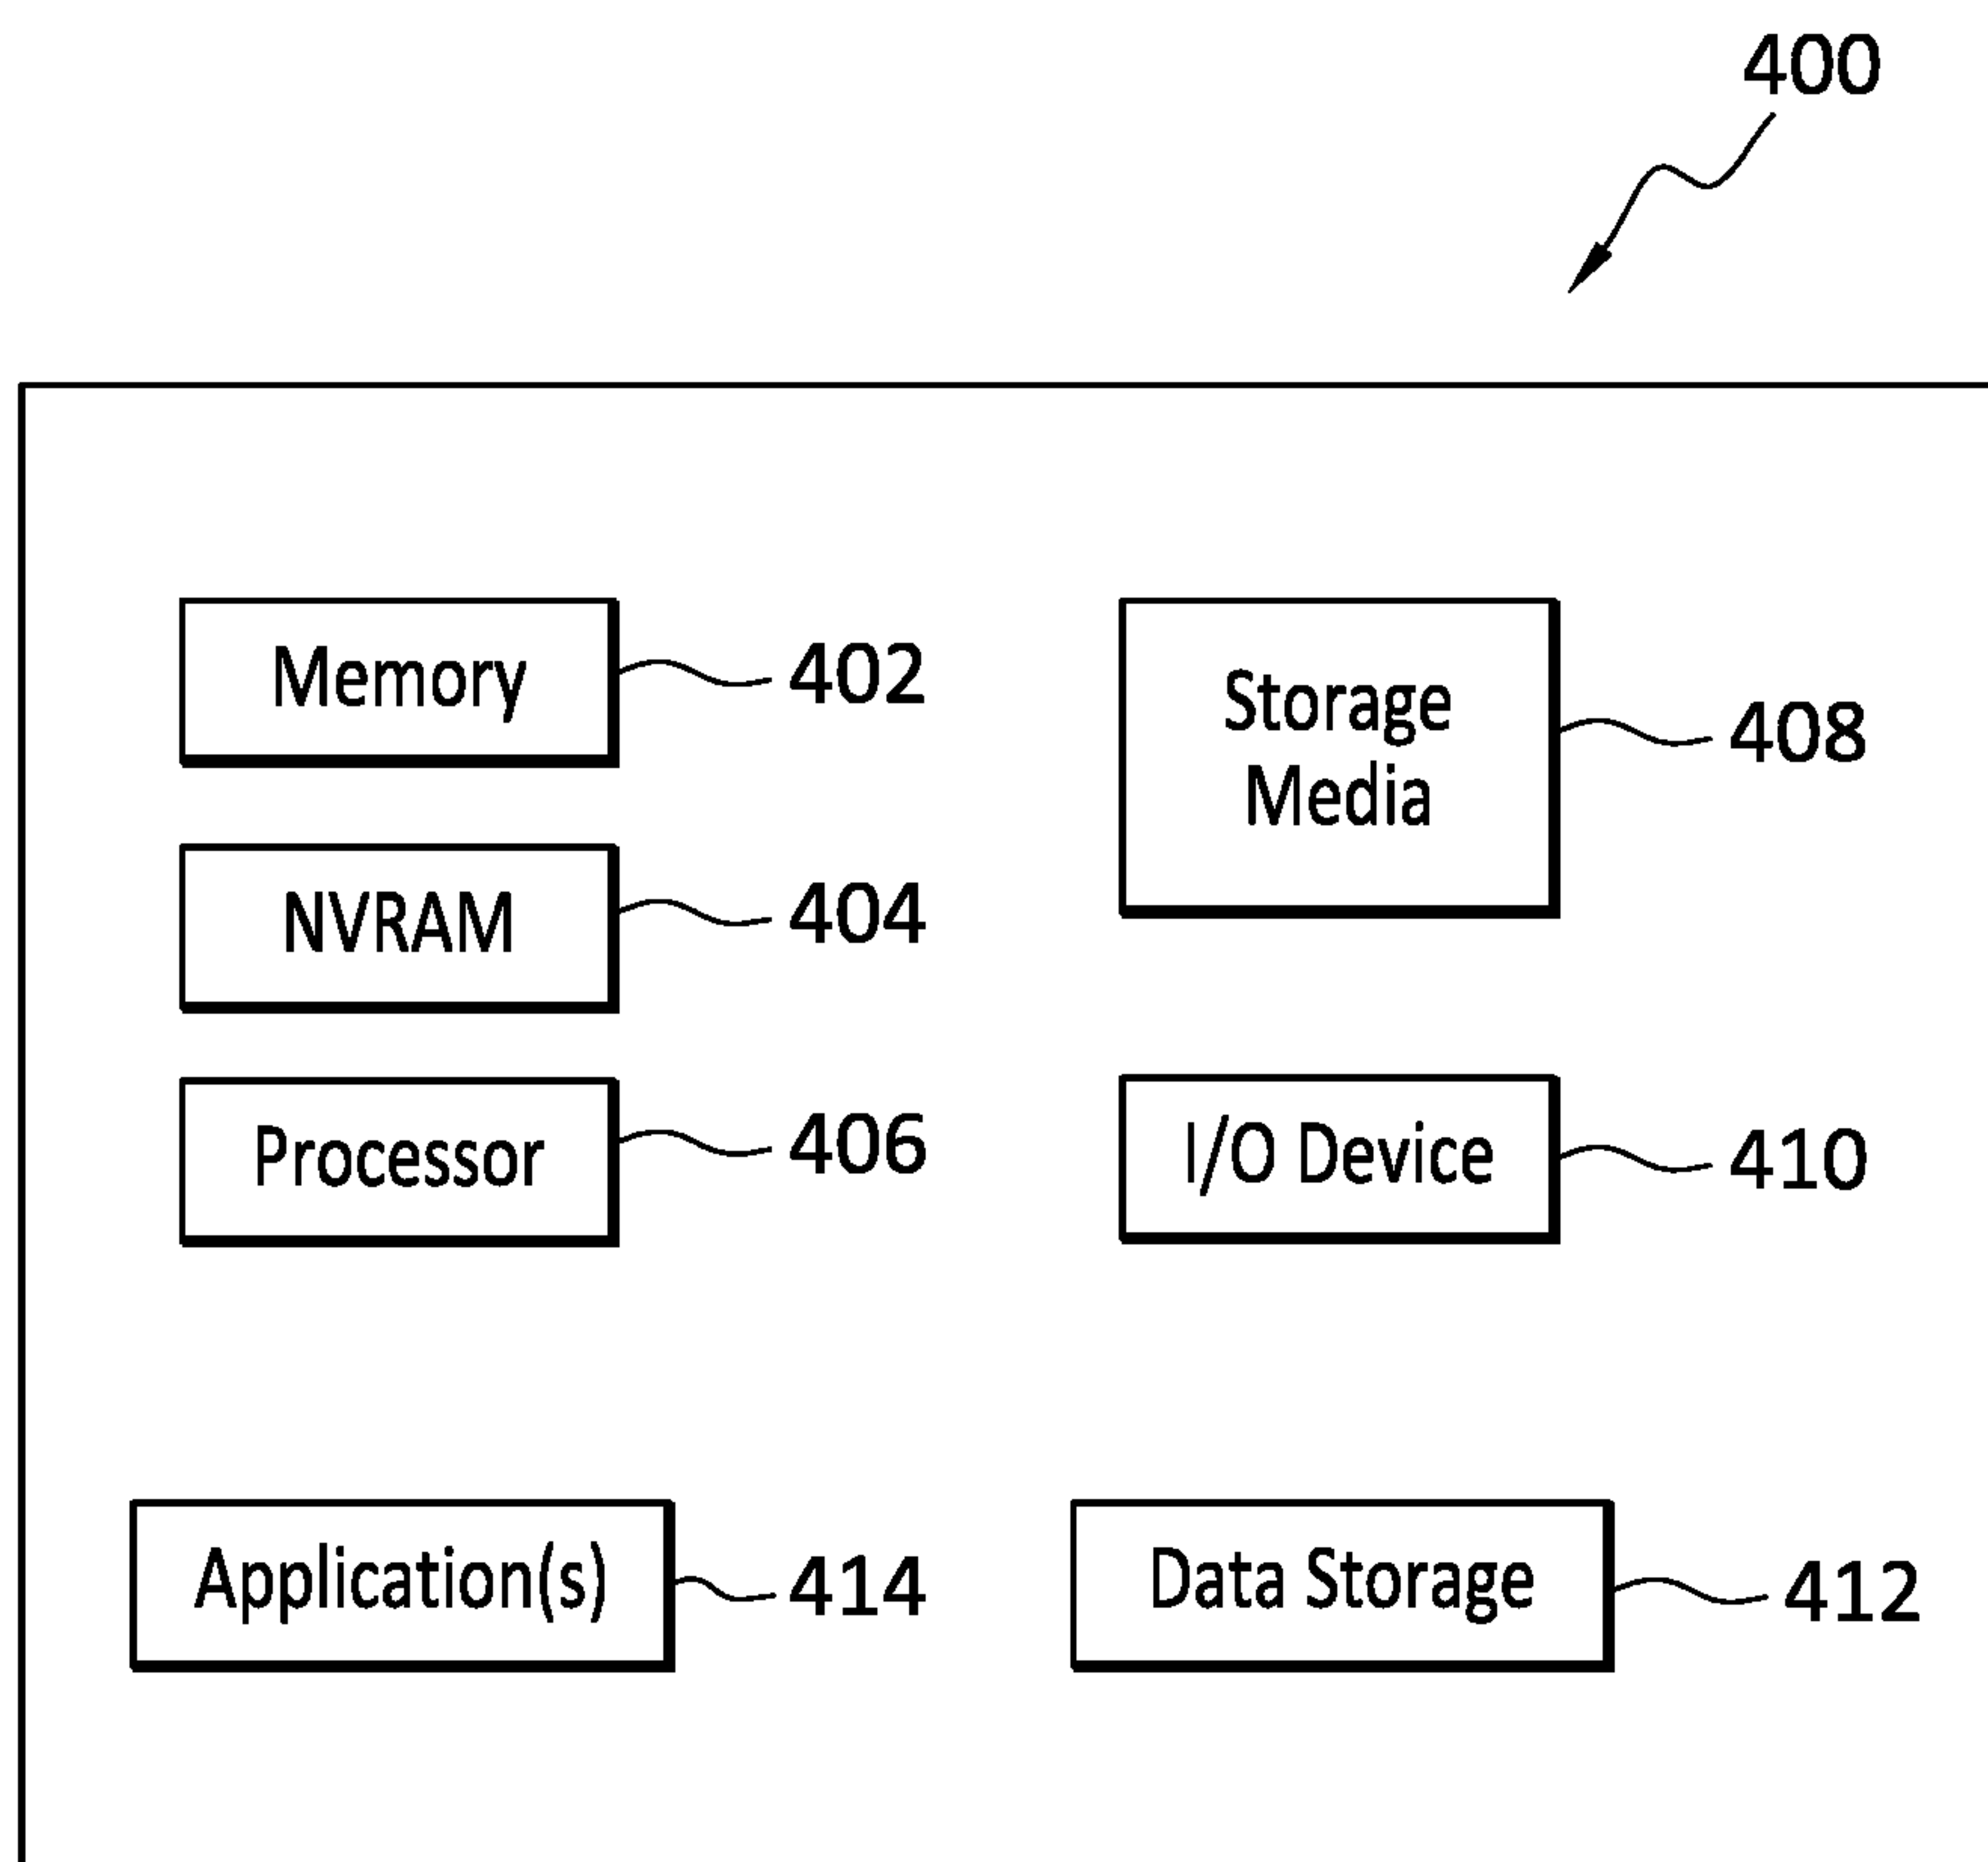 400
Memory
402
Storage
Media
408
NVRAM
404
Processor
406
I/O Device
410
Application(s)
414
Data Storage
412